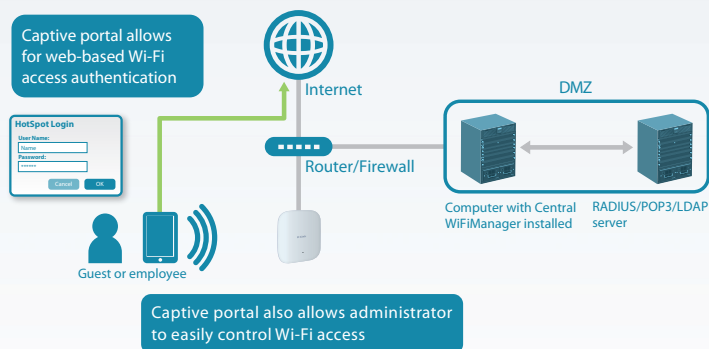 Captive portal allows
for web-based Wi-Fi
access authentication
Internet
DMZ
HotSpot Login
User Name:
Name
Password:
******
Cancel
OK
Router/Firewall
Computer with Central
WiFiManager installed
RADIUS/POP3/LDAP
server
Guest or employee
Captive portal also allows administrator
to easily control Wi-Fi access